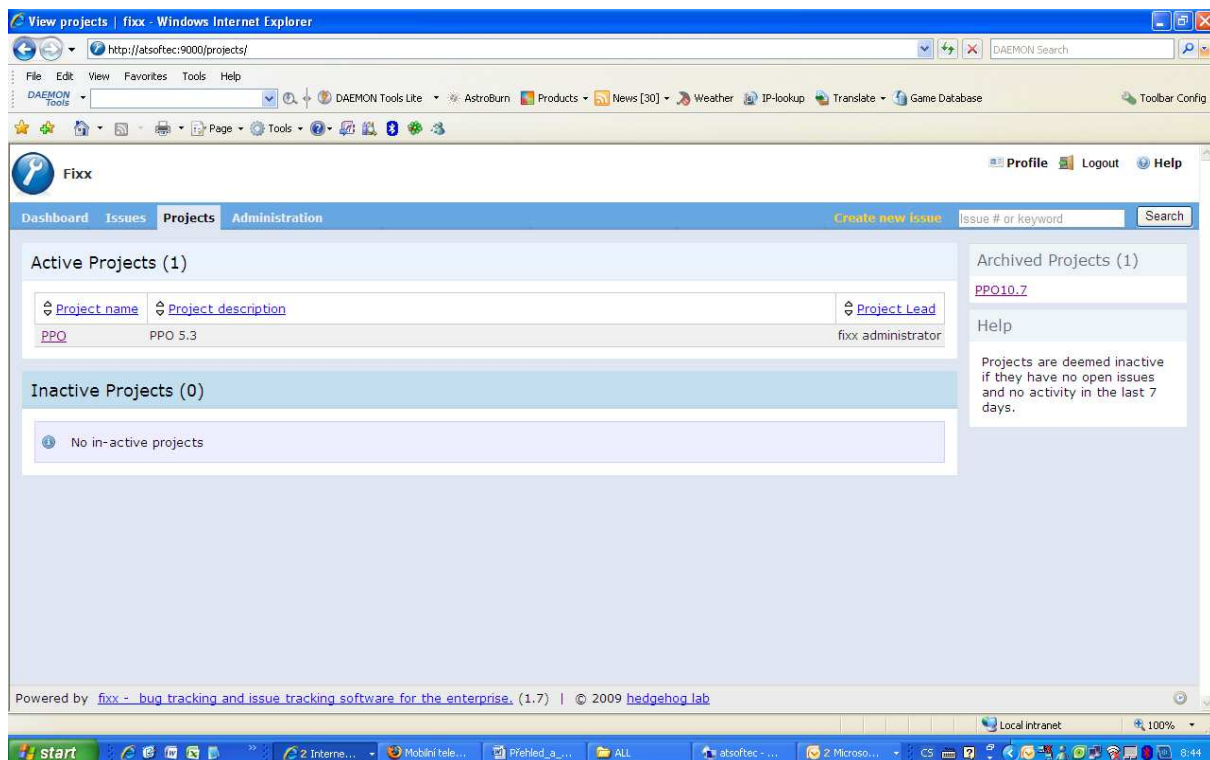 View projects | fixx - Windows Internet Explorer
http://atsoftec:9000/projects/
DAEMON Search
File Edit View Favorites Tools Help
DAEMON Tools
DAEMON Tools Lite AstroBurn Products News [30] Weather IP-lookup Translate Game Database Toolbar Config
Page Tools
Fixx
Profile Logout Help
Dashboard Issues Projects Administration Create new issue Issue # or keyword Search
Active Projects (1)
Project name Project description Project Lead
PPO PPO 5.3 fixx administrator
Inactive Projects (0)
No in-active projects
Archived Projects (1)
PPO10.7
Help
Projects are deemed inactive
if they have no open issues
and no activity in the last 7
days.
Powered by fixx - bug tracking and issue tracking software for the enterprise. (1.7) | © 2009 hedgehog lab
Local intranet 100%
start 2 Interne... Mobilní tele... Přehled_a_... ALL atsoftec - ... 2 Microso... CS 8:44